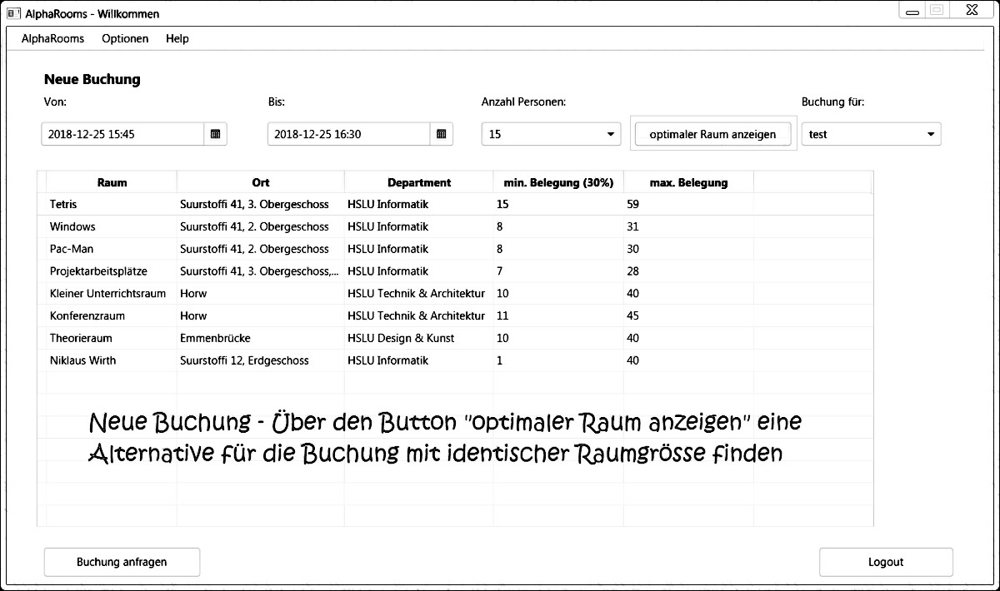 AlphaRooms - Willkommen
AlphaRooms Optionen Help
Neue Buchung
Von: Bis: Anzahl Personen: Buchung für:
2018-12-25 15:45 2018-12-25 16:30 15 optimaler Raum anzeigen test
Raum Ort Department min. Belegung (30%) max. Belegung
Tetris Suurstoffi 41, 3. Obergeschoss HSLU Informatik 15 59
Windows Suurstoffi 41, 2. Obergeschoss HSLU Informatik 8 31
Pac-Man Suurstoffi 41, 2. Obergeschoss HSLU Informatik 8 30
Projektarbeitsplätze Suurstoffi 41, 3. Obergeschoss,... HSLU Informatik 7 28
Kleiner Unterrichtsraum Horw HSLU Technik & Architektur 10 40
Konferenzraum Horw HSLU Technik & Architektur 11 45
Theorieraum Emmenbrücke HSLU Design & Kunst 10 40
Niklaus Wirth Suurstoffi 12, Erdgeschoss HSLU Informatik 1 40
Neue Buchung - Über den Button "optimaler Raum anzeigen" eine
Alternative für die Buchung mit identischer Raumgrösse finden
Buchung anfragen Logout